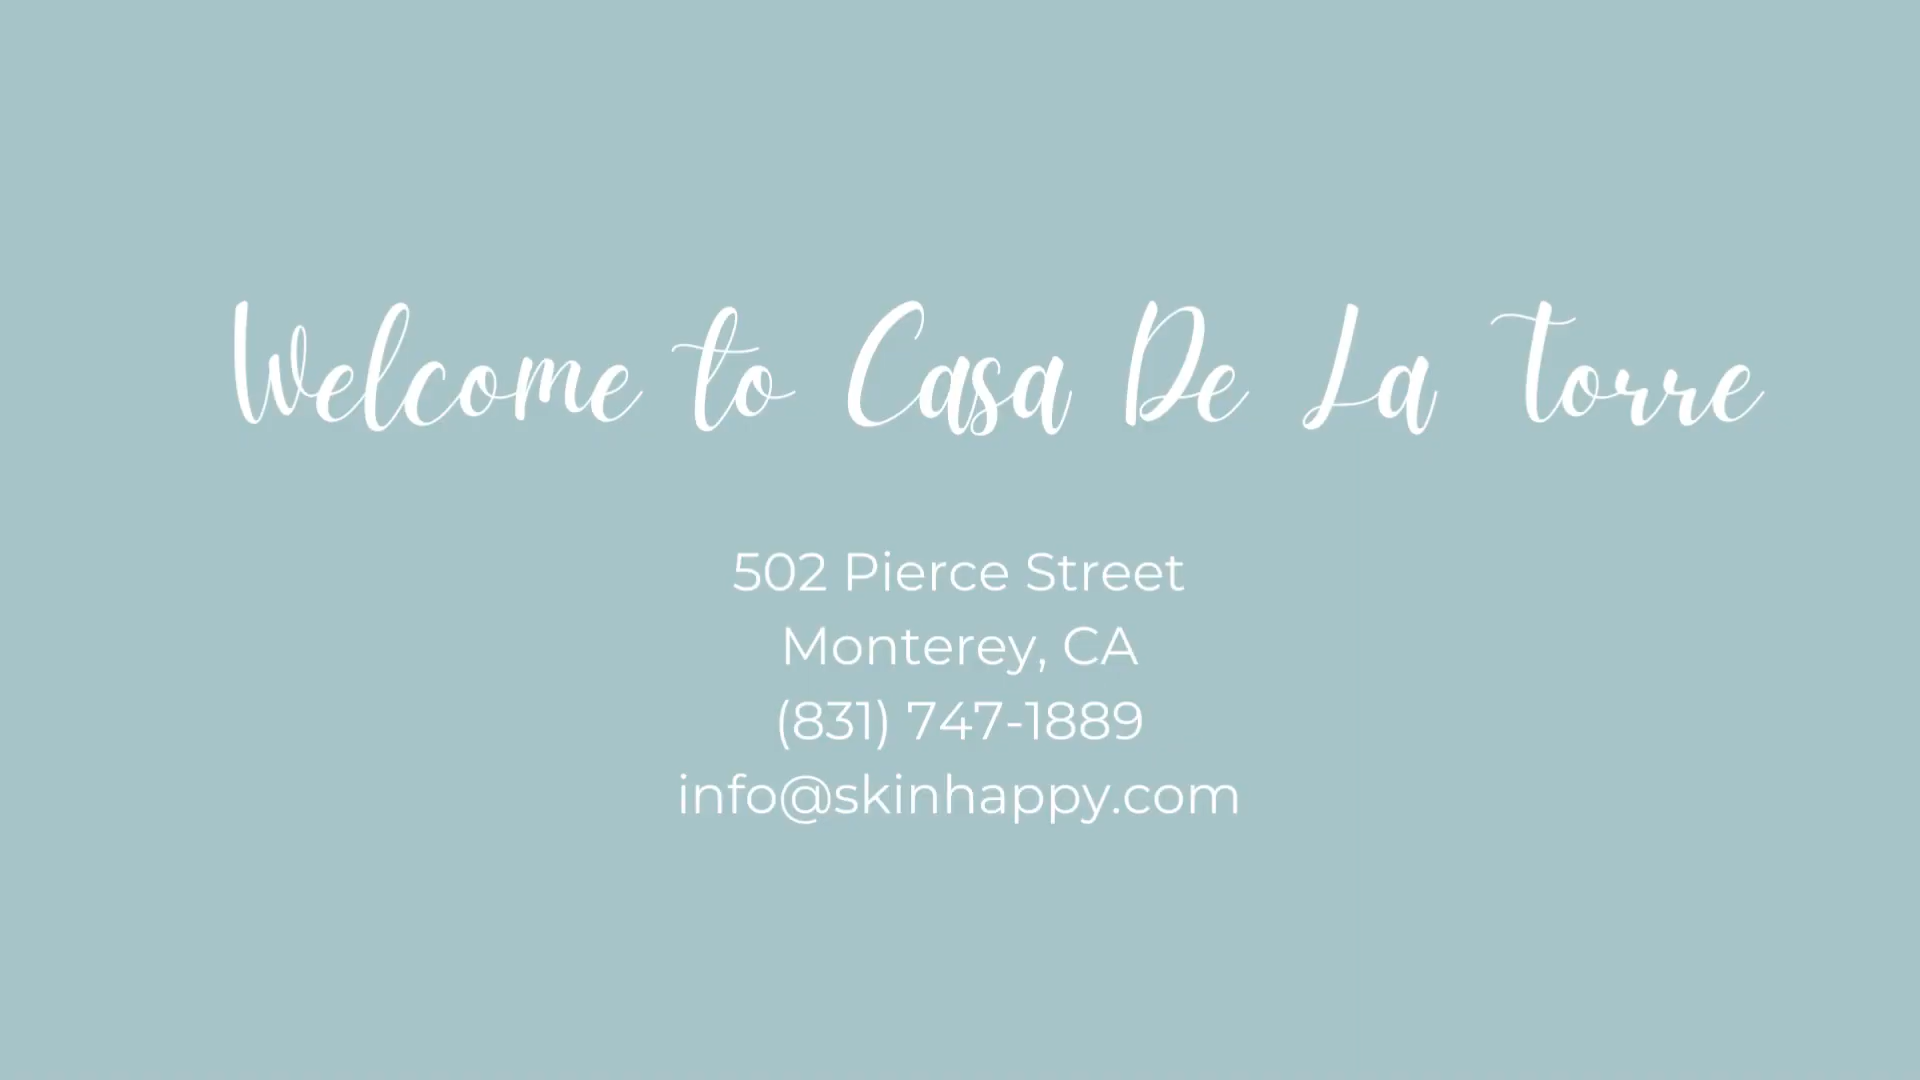 Welcome to Casa De La Torre
502 Pierce Street
Monterey, CA
(831) 747-1889
info@skinhappy.com